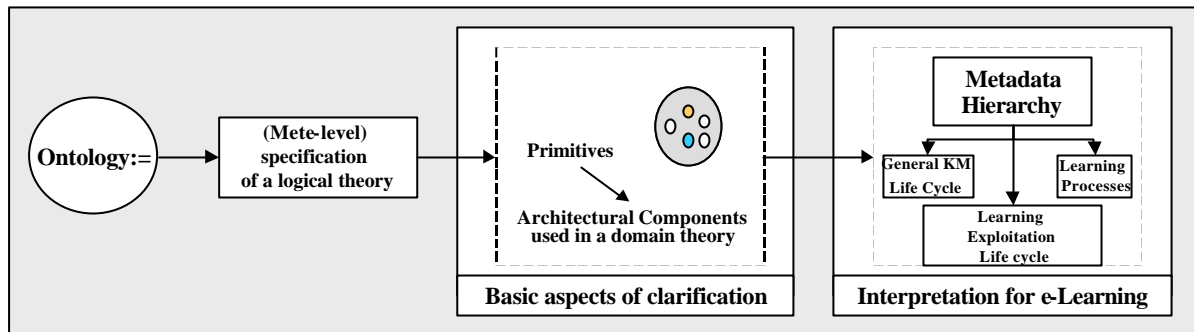 Ontology:=
(Mete-level)
specification
of a logical theory
Primitives
Architectural Components
used in a domain theory
Basic aspects of clarification
Metadata
Hierarchy
General KM
Life Cycle
Learning
Processes
Learning
Exploitation
Life cycle
Interpretation for e-Learning